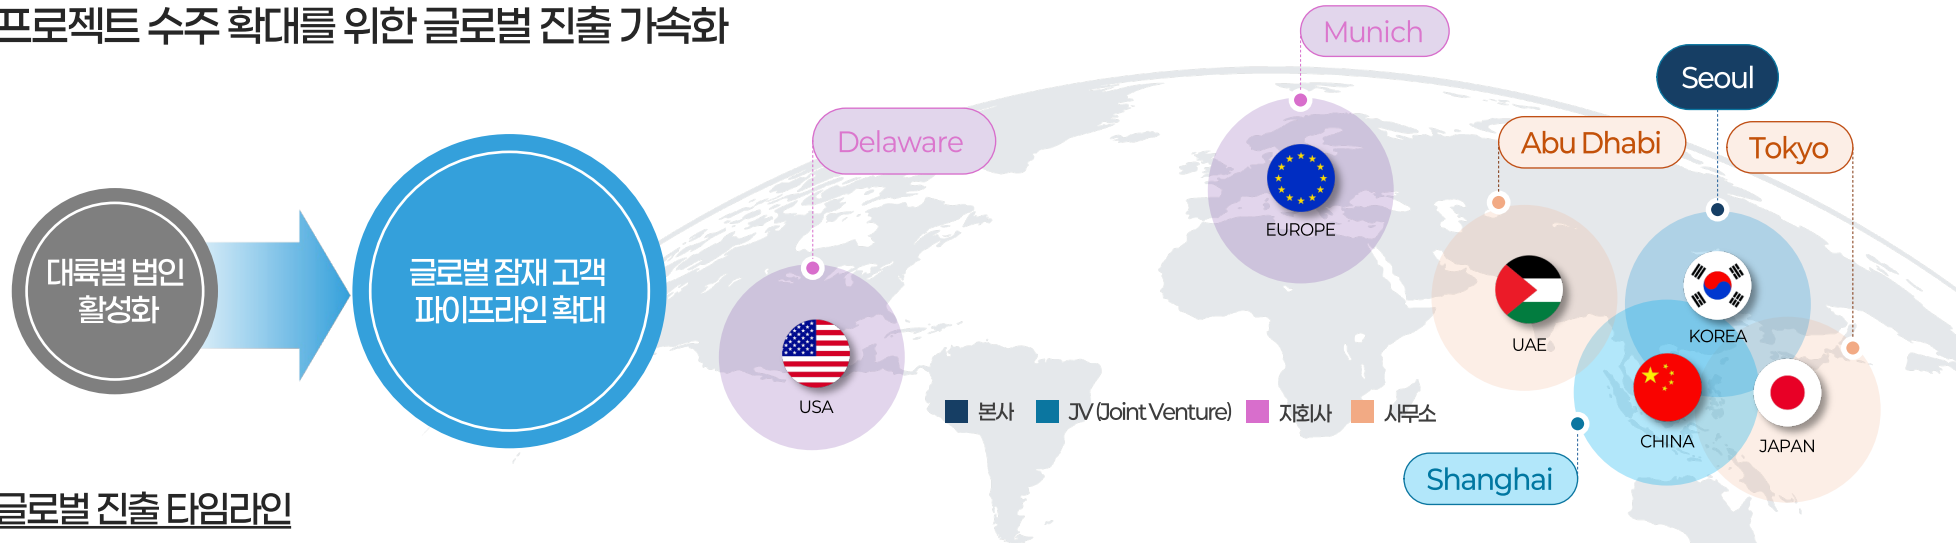 프로젝트 수주 확대를 위한 글로벌 진출 가속화
대륙별 법인
활성화
글로벌 잠재 고객
파이프라인 확대
Delaware
USA
Munich
EUROPE
Abu Dhabi
UAE
Seoul
KOREA
Tokyo
JAPAN
CHINA
Shanghai
본사
JV (Joint Venture)
자회사
사무소
글로벌 진출 타임라인